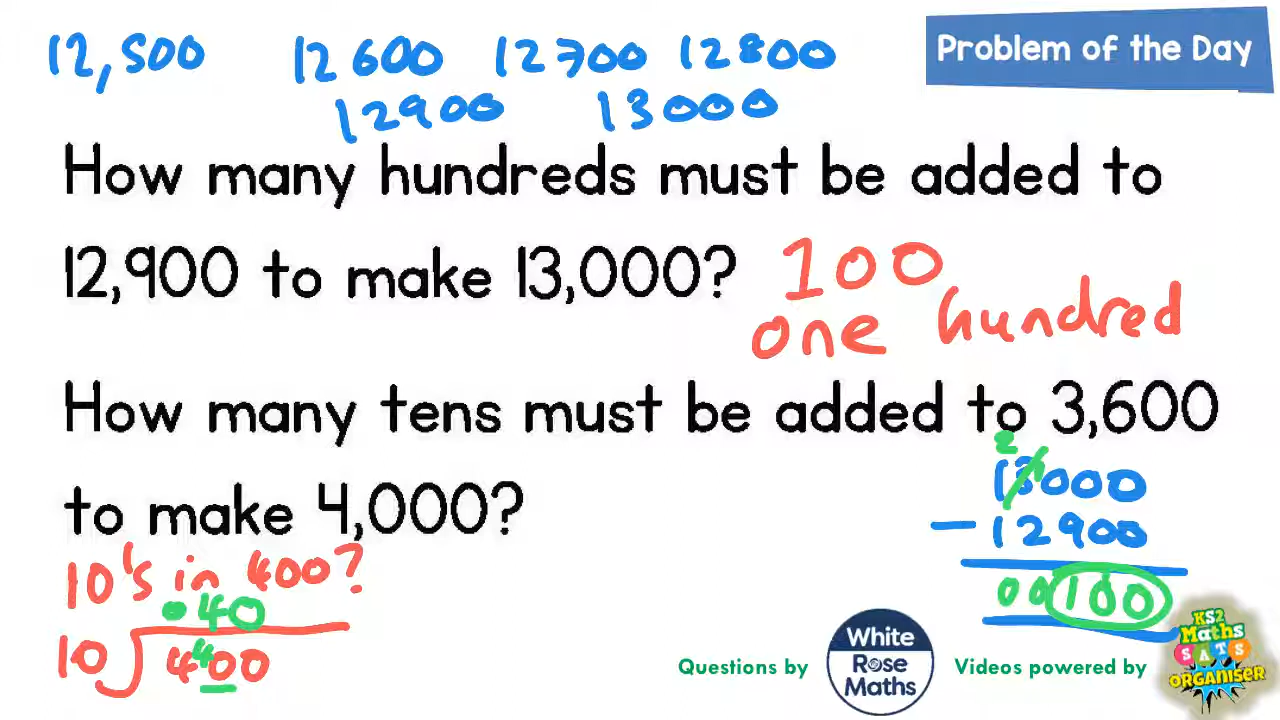 12,500 12600 12700 12800
12900 13000
Problem of the Day
How many hundreds must be added to
12,900 to make 13,000? 100
one hundred
How many tens must be added to 3,600
to make 4,000?
2 1
13000
- 12900
00100
10's in 400?
040
10 4400
Questions by
White
Rose
Maths
Videos powered by
KS2
Maths
SATS
ORGANISER